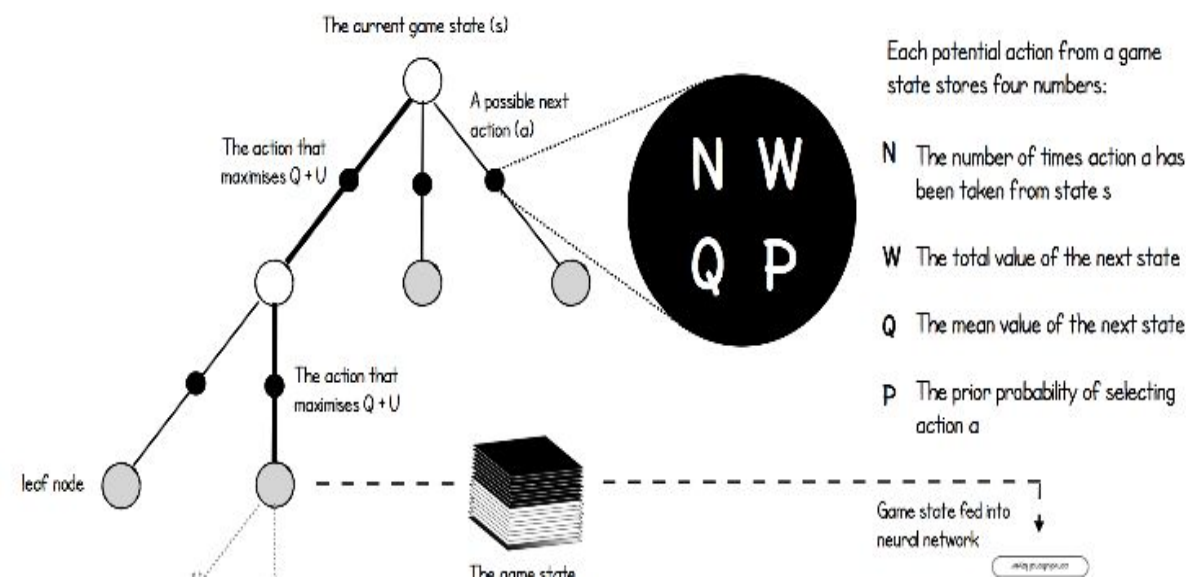 The current game state (s)
A possible next
action (a)
The action that
maximises Q + U
N W
Q P
Each potential action from a game
state stores four numbers:
N The number of times action a has
been taken from state s
W The total value of the next state
Q The mean value of the next state
P The prior probability of selecting
action a
The action that
maximises Q + U
leaf node
Game state fed into
neural network
The game state